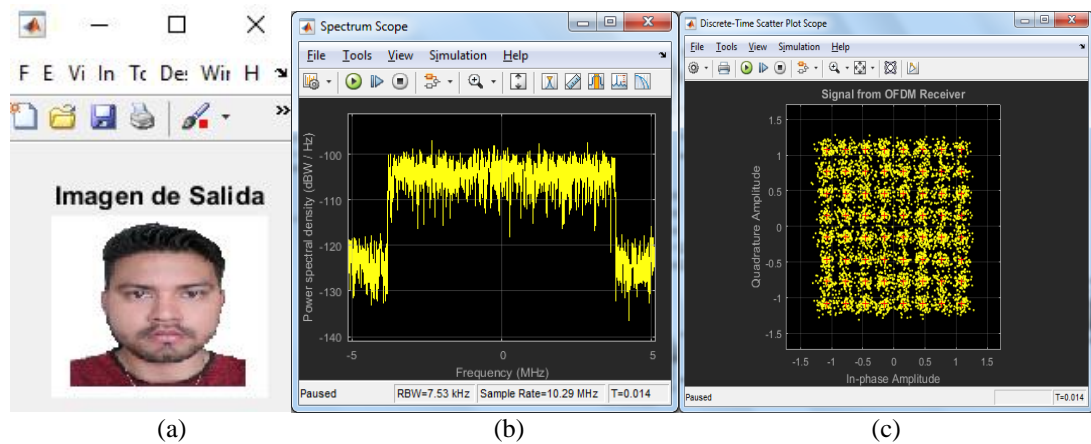 F E Vi In Tc De: Wir H
Imagen de Salida
(a)
Spectrum Scope
File Tools View Simulation Help
Power spectral density (dBW / Hz)
-100
-110
-120
-130
-140
-5 0 5
Frequency (MHz)
Paused RBW=7.53 kHz Sample Rate=10.29 MHz T=0.014
(b)
Discrete-Time Scatter Plot Scope
File Tools View Simulation Help
Signal from OFDM Receiver
Quadrature Amplitude
1.5
1
0.5
0
-0.5
-1
-1.5
-1.5 -1 -0.5 0 0.5 1 1.5
In-phase Amplitude
Paused T=0.014
(c)